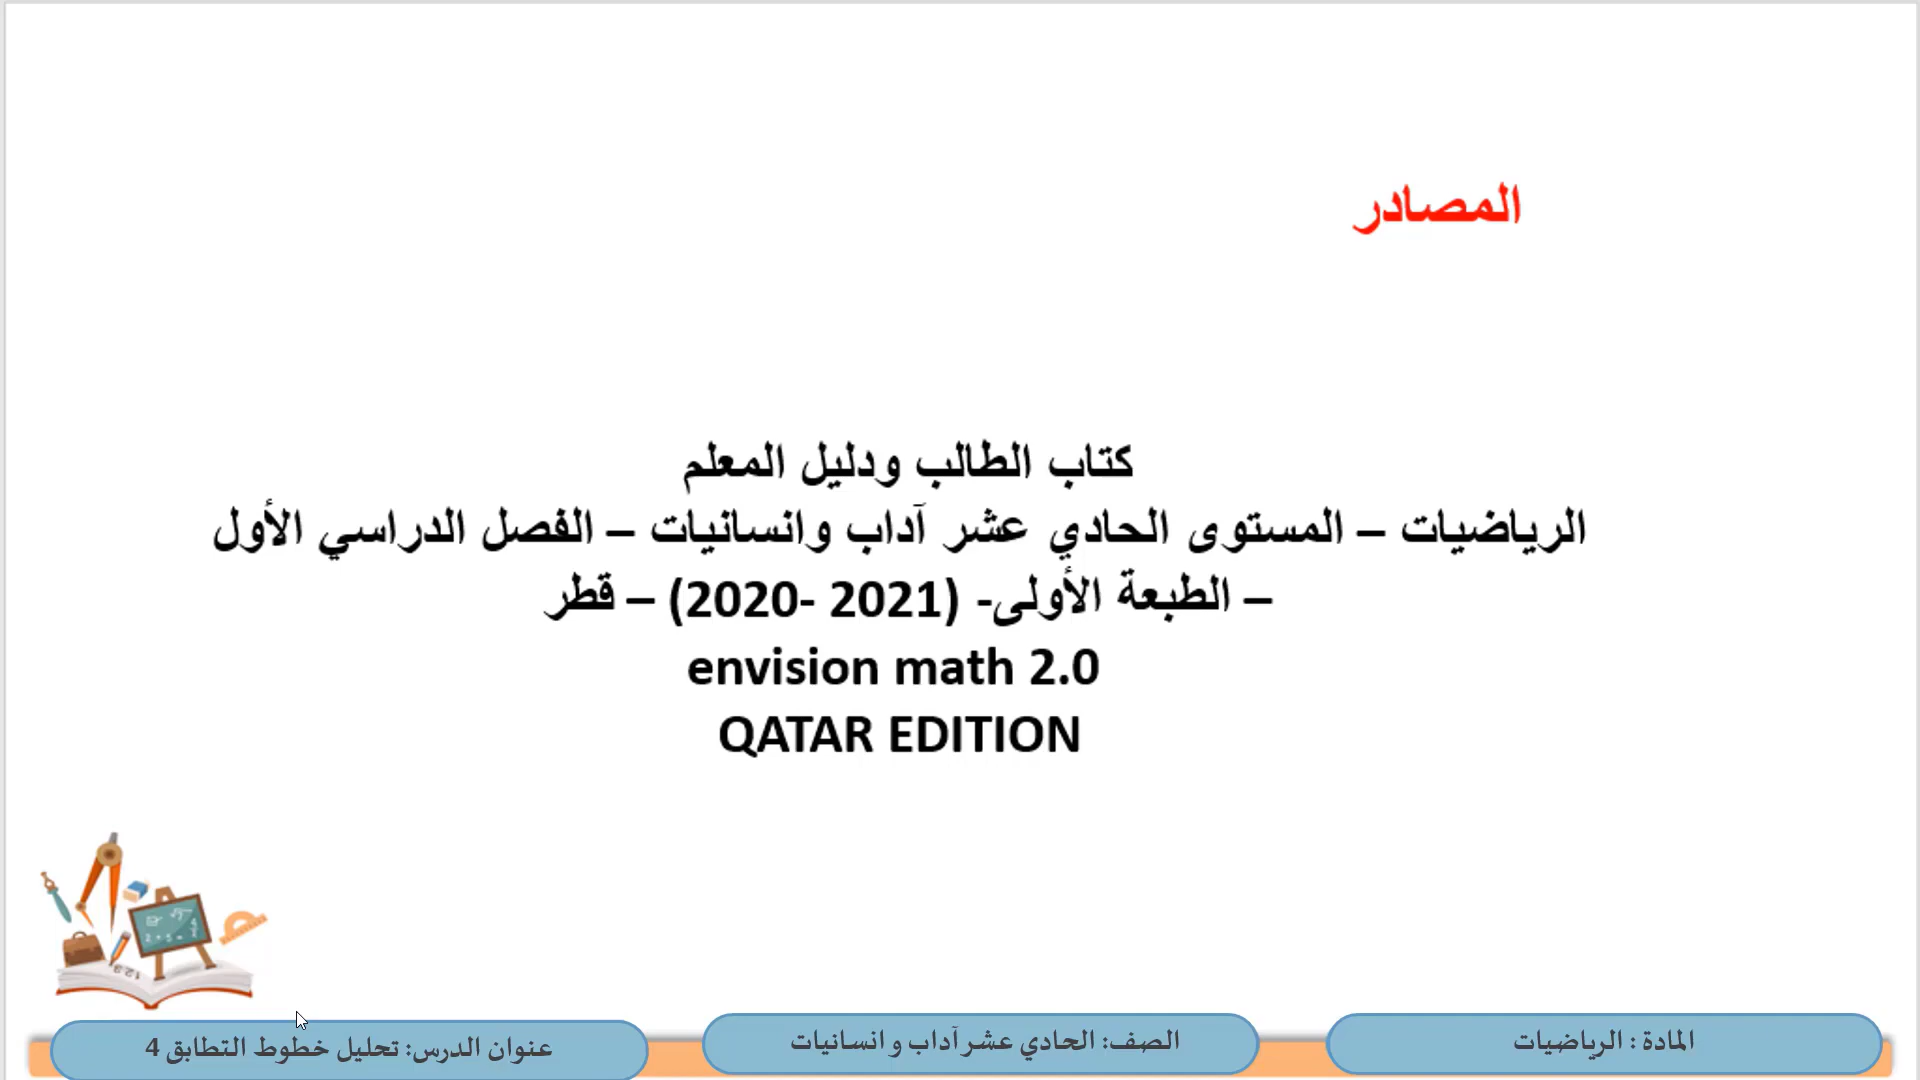 المصادر
كتاب الطالب ودليل المعلم
الرياضيات – المستوى الحادي عشر آداب وانسانيات – الفصل الدراسي الأول
– الطبعة الأولى- (2021 -2020) – قطر
envision math 2.0
QATAR EDITION
المادة : الرياضيات
الصف: الحادي عشر آداب و انسانيات
عنوان الدرس: تحليل خطوط التطابق 4